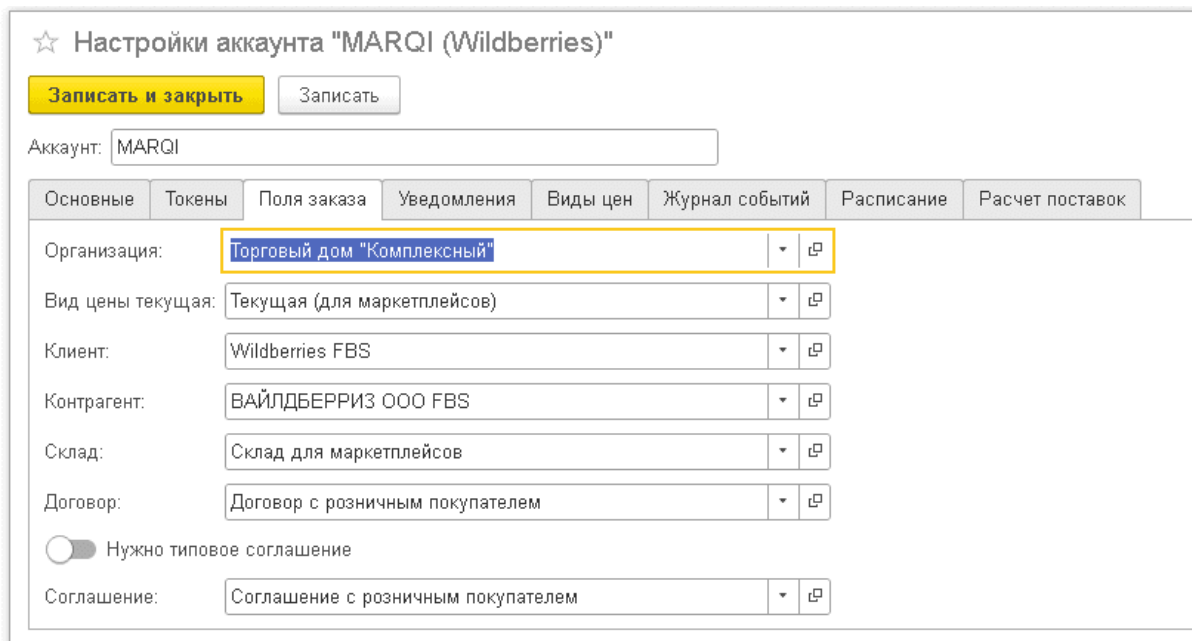 Настройки аккаунта "MARQI (Wildberries)"
Записать и закрыть Записать
Аккаунт: MARQI
Основные Токены Поля заказа Уведомления Виды цен Журнал событий Расписание Расчет поставок
Организация: Торговый дом "Комплексный"
Вид цены текущая: Текущая (для маркетплейсов)
Клиент: Wildberries FBS
Контрагент: ВАЙЛДБЕРРИЗ ООО FBS
Склад: Склад для маркетплейсов
Договор: Договор с розничным покупателем
Нужно типовое соглашение
Соглашение: Соглашение с розничным покупателем